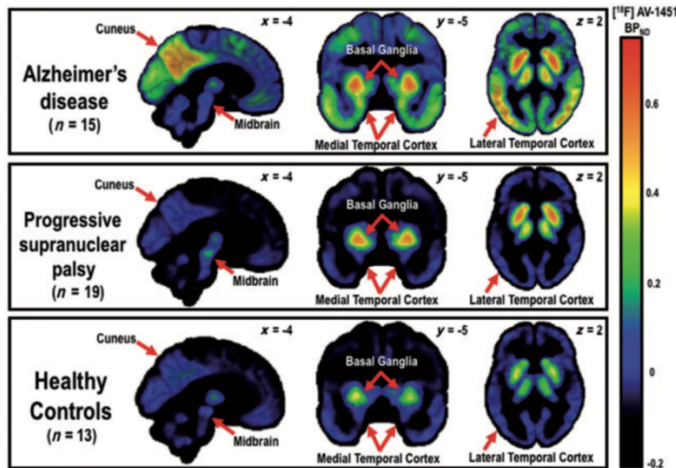 [¹⁸F] AV-1451
BP_ND
x = -4
y = -5
z = 2
Cuneus
Alzheimer's
disease
(n = 15)
Midbrain
Basal Ganglia
Medial Temporal Cortex
Lateral Temporal Cortex
x = -4
y = -5
z = 2
Cuneus
Progressive
supranuclear
palsy
(n = 19)
Midbrain
Basal Ganglia
Medial Temporal Cortex
Lateral Temporal Cortex
x = -4
y = -5
z = 2
Cuneus
Healthy
Controls
(n = 13)
Midbrain
Basal Ganglia
Medial Temporal Cortex
Lateral Temporal Cortex
0.6
0.4
0.2
0
-0.2